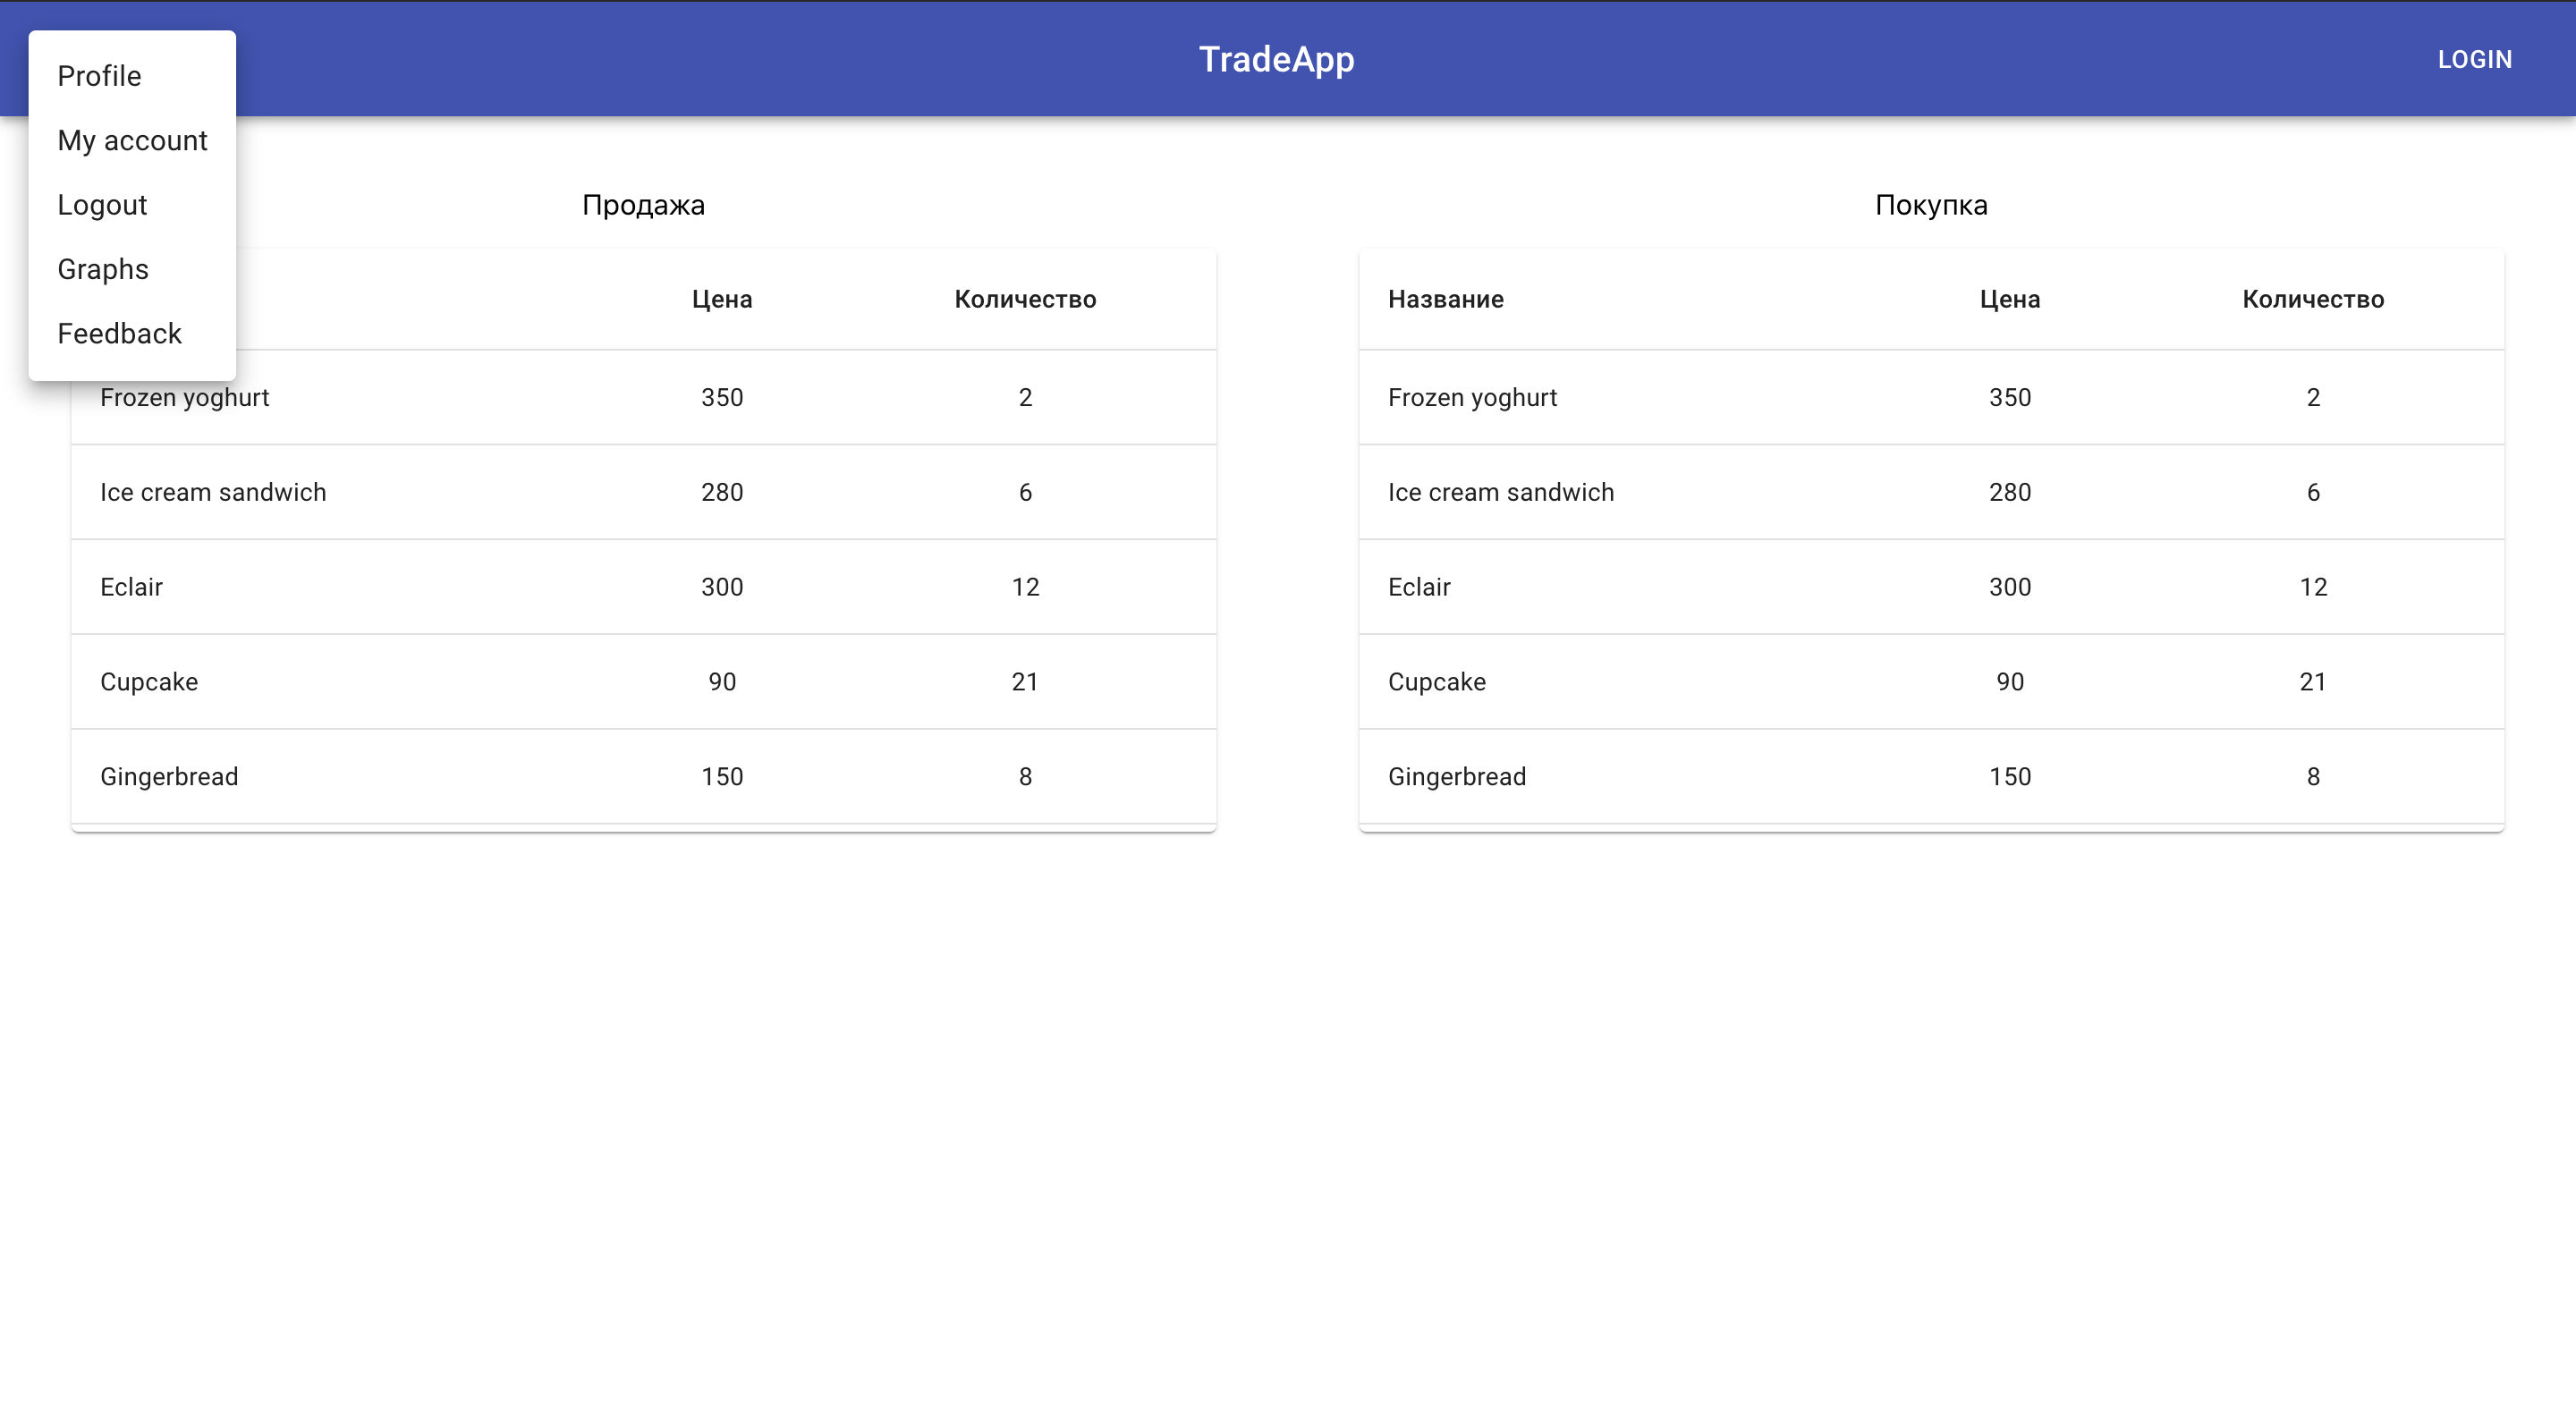 TradeApp
LOGIN
Profile
My account
Logout
Graphs
Feedback
Продажа
Цена Количество
Frozen yoghurt 350 2
Ice cream sandwich 280 6
Eclair 300 12
Cupcake 90 21
Gingerbread 150 8
Покупка
Название Цена Количество
Frozen yoghurt 350 2
Ice cream sandwich 280 6
Eclair 300 12
Cupcake 90 21
Gingerbread 150 8